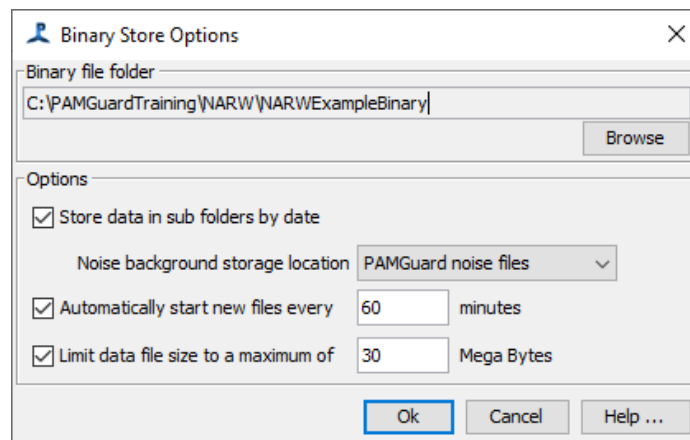 Binary Store Options
Binary file folder
C:\PAMGuardTraining\NARW\NARWExampleBinary
Browse
Options
Store data in sub folders by date
Noise background storage location PAMGuard noise files
Automatically start new files every 60 minutes
Limit data file size to a maximum of 30 Mega Bytes
Ok Cancel Help ...